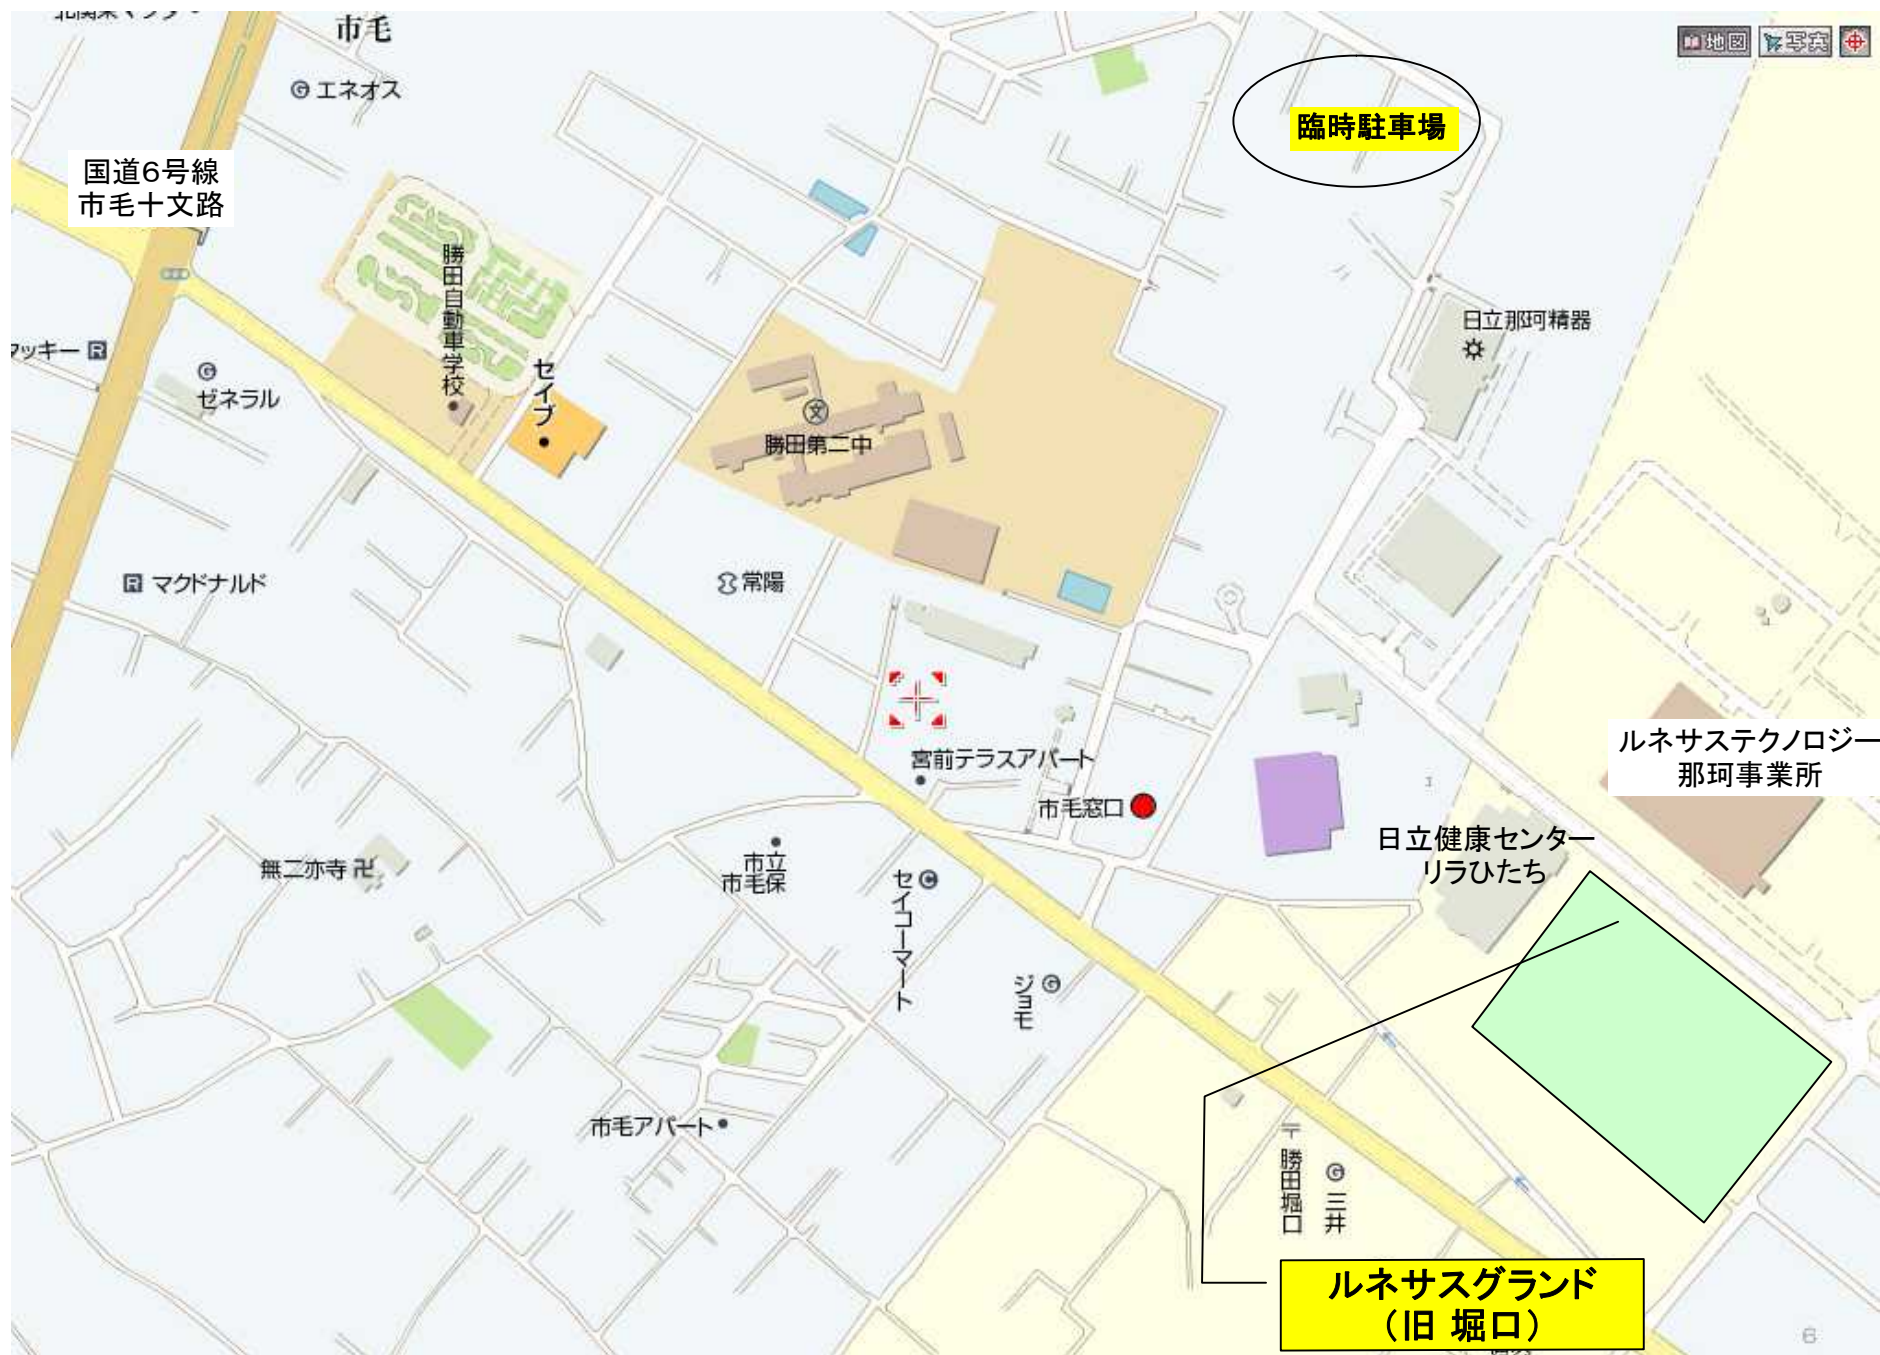 市毛
地図
写真
エネオス
臨時駐車場
国道6号線
市毛十文路
勝田自動車学校
日立那珂精器
セイブ
ゼネラル
勝田第二中
マクドナルド
常陽
ルネサステクノロジー
那珂事業所
宮前テラスアパート
市毛窓口
日立健康センター
リラひたち
無二亦寺
市立
市毛保
セイコーマート
ジョモ
市毛アパート
〒勝田堀口
三井
ルネサスグランド
（旧 堀口）
6